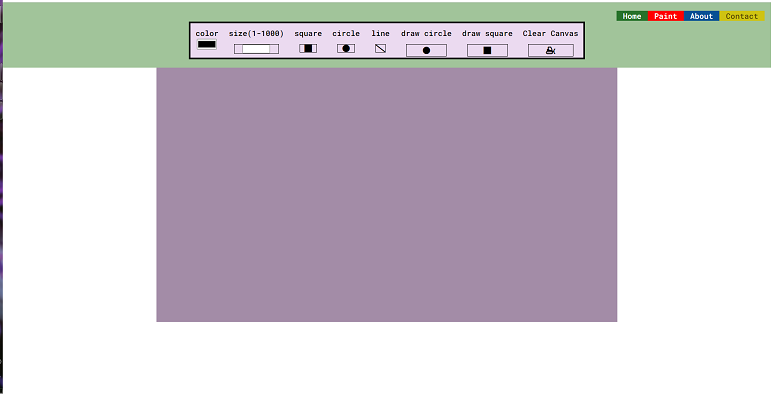 Home Paint About Contact
color size(1-1000) square circle line draw circle draw square Clear Canvas